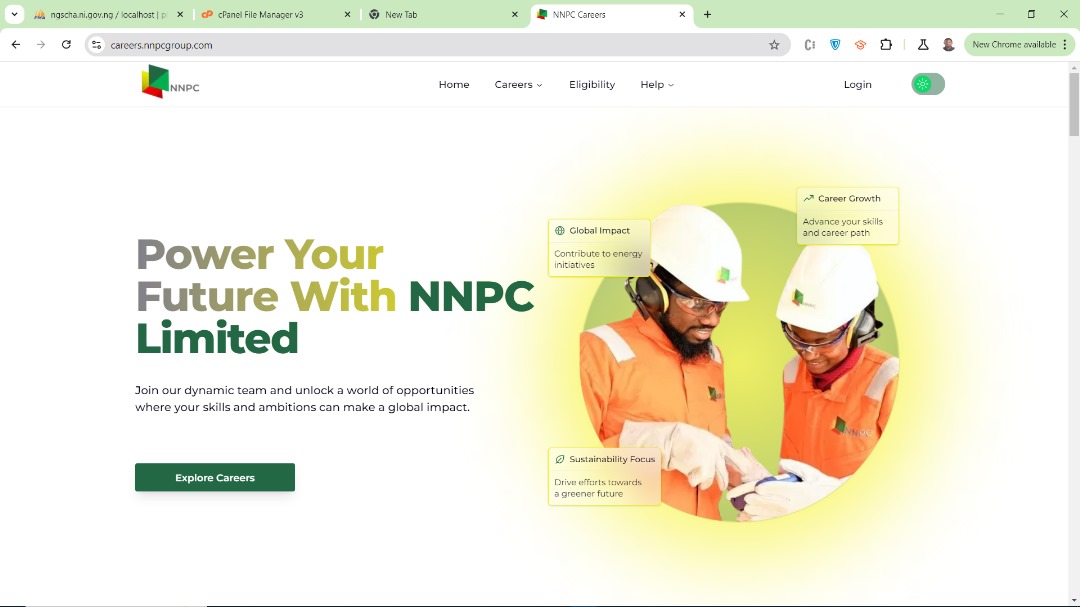 ngscha.ni.gov.ng / localhost | p
cPanel File Manager v3
New Tab
NNPC Careers
careers.nnpcgroup.com
New Chrome available
NNPC
Home
Careers
Eligibility
Help
Login
Power Your
Future With NNPC
Limited
Join our dynamic team and unlock a world of opportunities
where your skills and ambitions can make a global impact.
Explore Careers
Global Impact
Contribute to energy
initiatives
Career Growth
Advance your skills
and career path
NNPC
Sustainability Focus
Drive efforts towards
a greener future